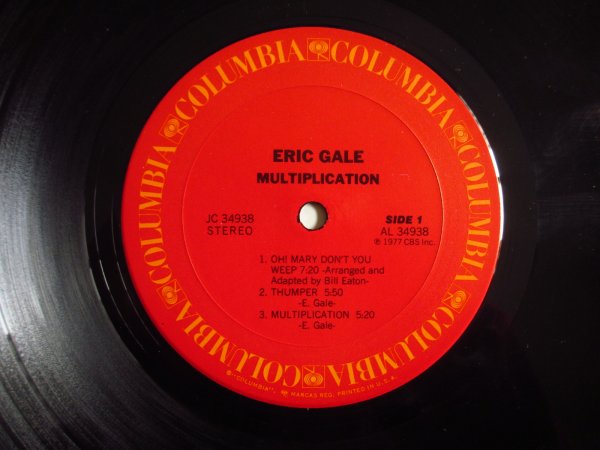 COLUMBIA COLUMBIA COLUMBIA COLUMBIA COLUMBIA COLUMBIA
ERIC GALE
MULTIPLICATION
JC 34938
STEREO
SIDE 1
AL 34938
℗ 1977 CBS Inc.
1. OH! MARY DON'T YOU
WEEP 7:20 -Arranged and
Adapted by Bill Eaton-
2. THUMPER 5:50
-E. Gale-
3. MULTIPLICATION 5:20
-E. Gale-
®-"COLUMBIA", MARCAS REG. PRINTED IN U.S.A.